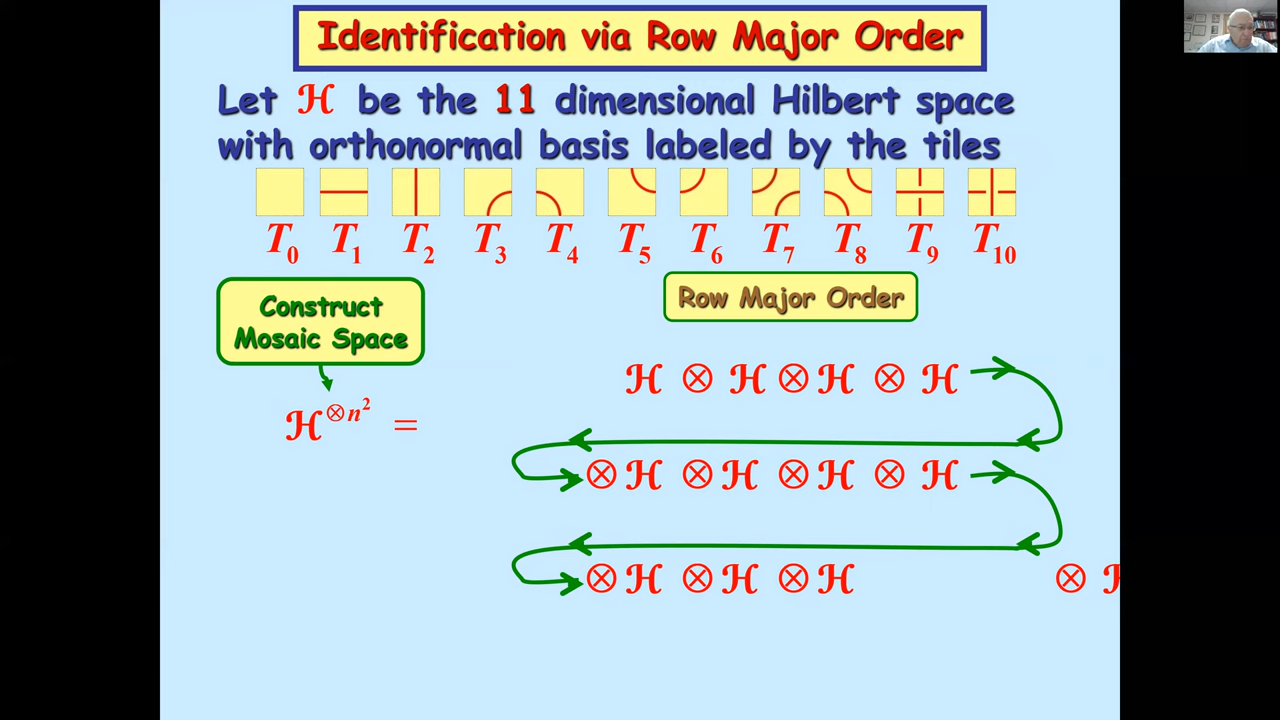 Identification via Row Major Order
Let ℋ be the 11 dimensional Hilbert space
with orthonormal basis labeled by the tiles
T₀ T₁ T₂ T₃ T₄ T₅ T₆ T₇ T₈ T₉ T₁₀
Construct
Mosaic Space
Row Major Order
ℋ^{⊗n²} =
ℋ ⊗ ℋ ⊗ ℋ ⊗ ℋ
⊗ ℋ ⊗ ℋ ⊗ ℋ ⊗ ℋ
⊗ ℋ ⊗ ℋ ⊗ ℋ ⊗